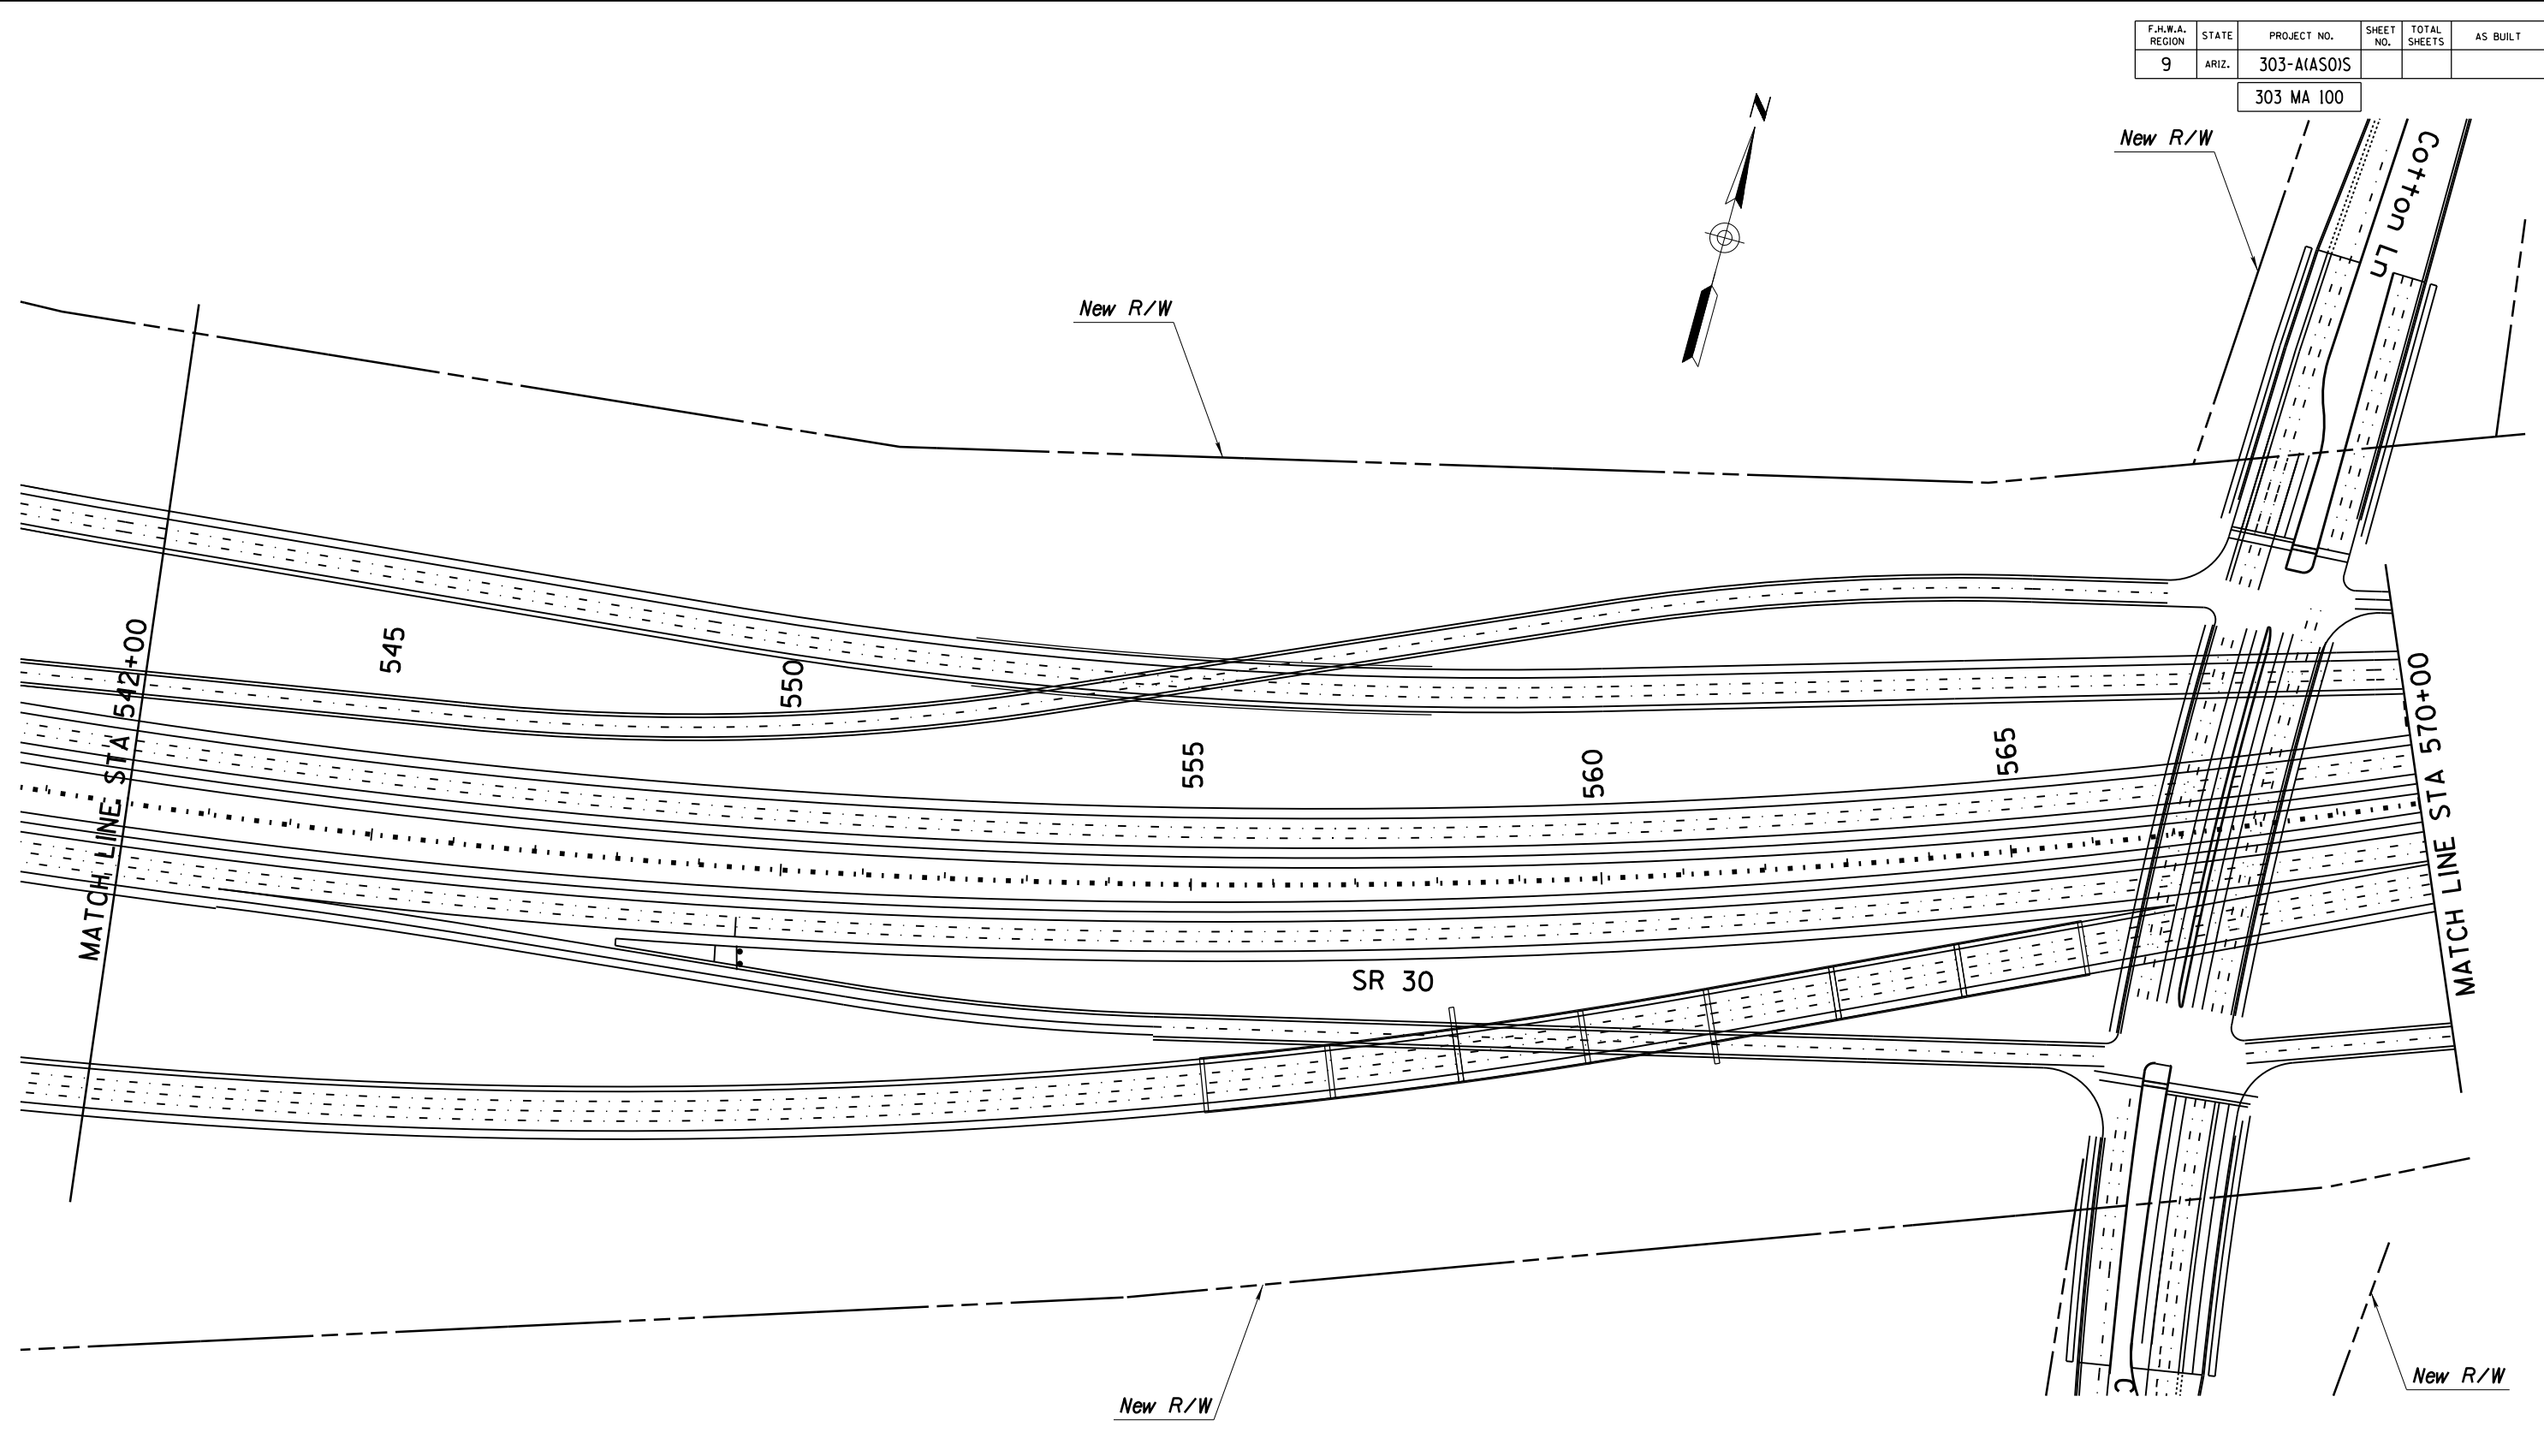 F.H.W.A. REGION STATE PROJECT NO. SHEET NO. TOTAL SHEETS AS BUILT
9 ARIZ. 303-A(ASO)S
303 MA 100
New R/W
Cotton Ln
N
New R/W
MATCH LINE STA 542+00
545
550
555
560
565
MATCH LINE STA 570+00
SR 30
C
New R/W
New R/W